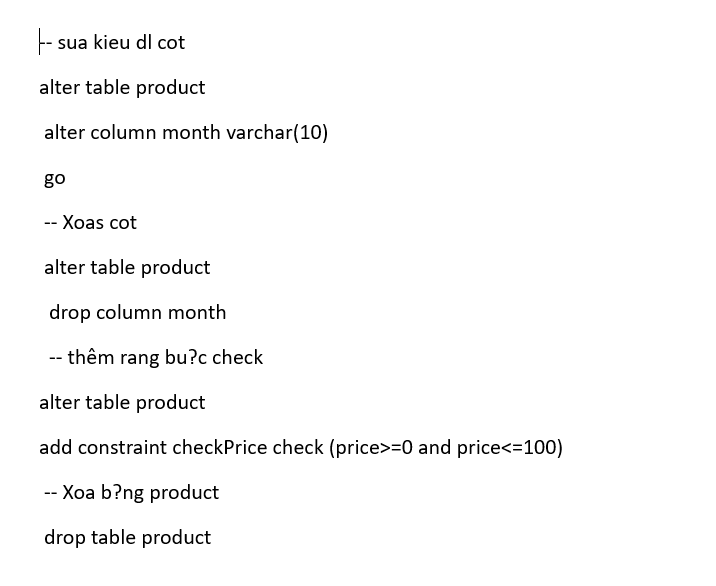 -- sua kieu dl cot
alter table product
alter column month varchar(10)
go
-- Xoas cot
alter table product
drop column month
-- thêm rang bu?c check
alter table product
add constraint checkPrice check (price>=0 and price<=100)
-- Xoa b?ng product
drop table product